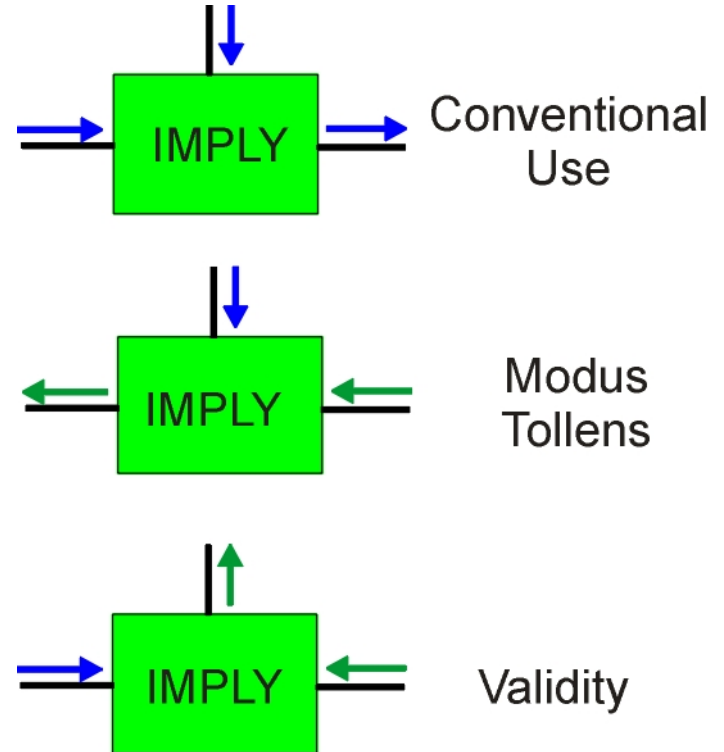 IMPLY
Conventional
Use
IMPLY
Modus
Tollens
IMPLY
Validity